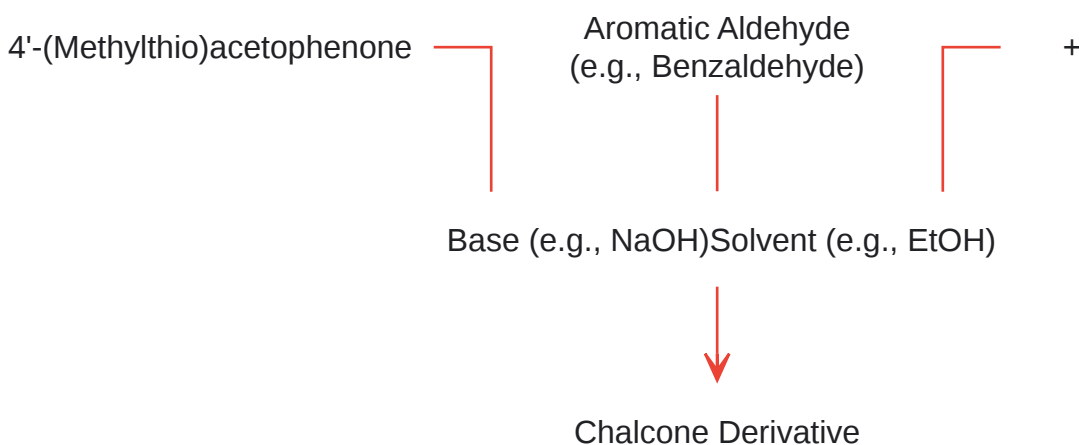 4'-(Methylthio)acetophenone
Aromatic Aldehyde
(e.g., Benzaldehyde)
+
Base (e.g., NaOH)Solvent (e.g., EtOH)
Chalcone Derivative